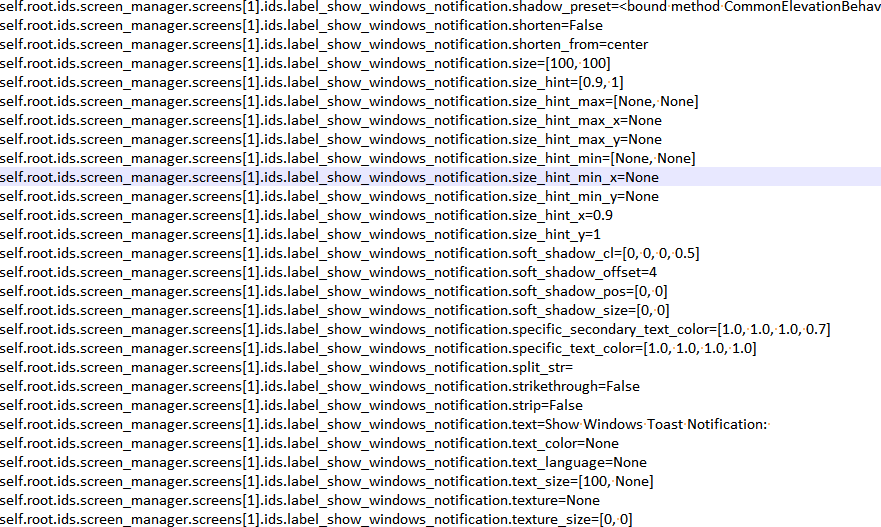 self.root.ids.screen_manager.screens[1].ids.label_show_windows_notification.shadow_preset=<bound method CommonElevationBehav
self.root.ids.screen_manager.screens[1].ids.label_show_windows_notification.shorten=False
self.root.ids.screen_manager.screens[1].ids.label_show_windows_notification.shorten_from=center
self.root.ids.screen_manager.screens[1].ids.label_show_windows_notification.size=[100, 100]
self.root.ids.screen_manager.screens[1].ids.label_show_windows_notification.size_hint=[0.9, 1]
self.root.ids.screen_manager.screens[1].ids.label_show_windows_notification.size_hint_max=[None, None]
self.root.ids.screen_manager.screens[1].ids.label_show_windows_notification.size_hint_max_x=None
self.root.ids.screen_manager.screens[1].ids.label_show_windows_notification.size_hint_max_y=None
self.root.ids.screen_manager.screens[1].ids.label_show_windows_notification.size_hint_min=[None, None]
self.root.ids.screen_manager.screens[1].ids.label_show_windows_notification.size_hint_min_x=None
self.root.ids.screen_manager.screens[1].ids.label_show_windows_notification.size_hint_min_y=None
self.root.ids.screen_manager.screens[1].ids.label_show_windows_notification.size_hint_x=0.9
self.root.ids.screen_manager.screens[1].ids.label_show_windows_notification.size_hint_y=1
self.root.ids.screen_manager.screens[1].ids.label_show_windows_notification.soft_shadow_cl=[0, 0, 0, 0.5]
self.root.ids.screen_manager.screens[1].ids.label_show_windows_notification.soft_shadow_offset=4
self.root.ids.screen_manager.screens[1].ids.label_show_windows_notification.soft_shadow_pos=[0, 0]
self.root.ids.screen_manager.screens[1].ids.label_show_windows_notification.soft_shadow_size=[0, 0]
self.root.ids.screen_manager.screens[1].ids.label_show_windows_notification.specific_secondary_text_color=[1.0, 1.0, 1.0, 0.7]
self.root.ids.screen_manager.screens[1].ids.label_show_windows_notification.specific_text_color=[1.0, 1.0, 1.0, 1.0]
self.root.ids.screen_manager.screens[1].ids.label_show_windows_notification.split_str=
self.root.ids.screen_manager.screens[1].ids.label_show_windows_notification.strikethrough=False
self.root.ids.screen_manager.screens[1].ids.label_show_windows_notification.strip=False
self.root.ids.screen_manager.screens[1].ids.label_show_windows_notification.text=Show Windows Toast Notification:
self.root.ids.screen_manager.screens[1].ids.label_show_windows_notification.text_color=None
self.root.ids.screen_manager.screens[1].ids.label_show_windows_notification.text_language=None
self.root.ids.screen_manager.screens[1].ids.label_show_windows_notification.text_size=[100, None]
self.root.ids.screen_manager.screens[1].ids.label_show_windows_notification.texture=None
self.root.ids.screen_manager.screens[1].ids.label_show_windows_notification.texture_size=[0, 0]